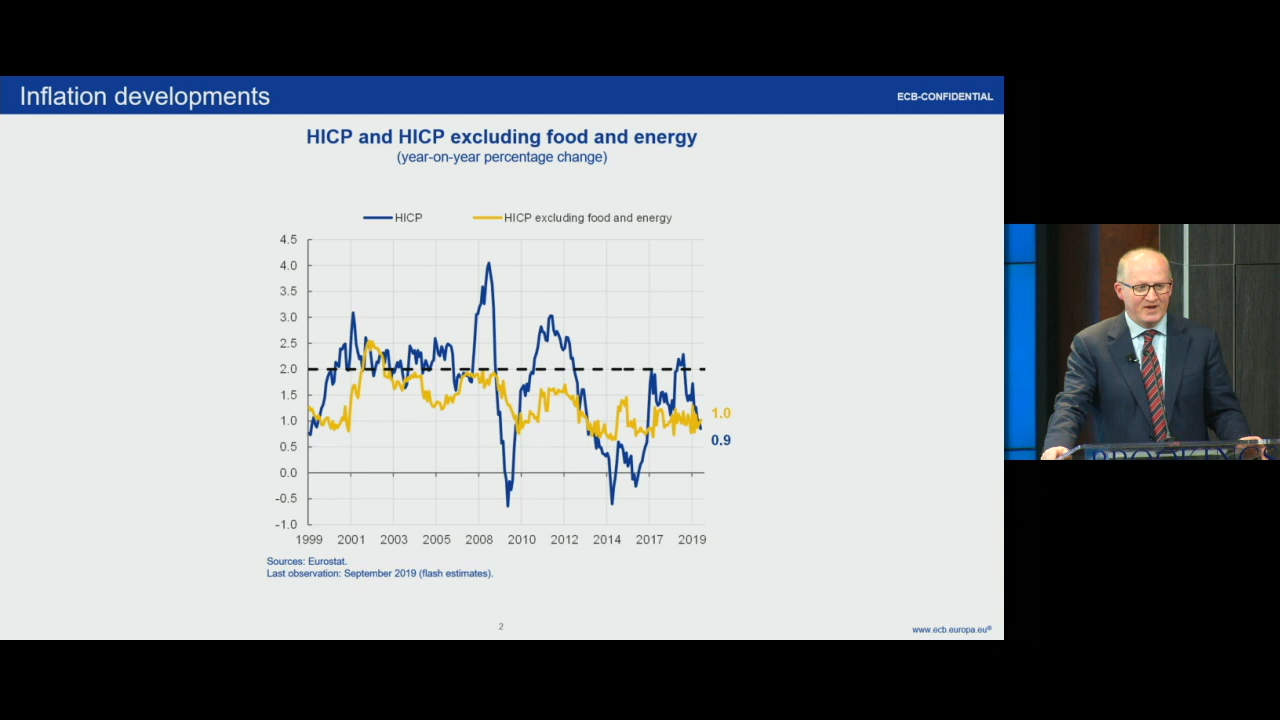 Inflation developments
ECB-CONFIDENTIAL
HICP and HICP excluding food and energy
(year-on-year percentage change)
HICP
HICP excluding food and energy
4.5
4.0
3.5
3.0
2.5
2.0
1.5
1.0
0.5
0.0
-0.5
-1.0
1.0
0.9
1999 2001 2003 2005 2008 2010 2012 2014 2017 2019
Sources: Eurostat.
Last observation: September 2019 (flash estimates).
2
www.ecb.europa.eu©
BROOKINGS